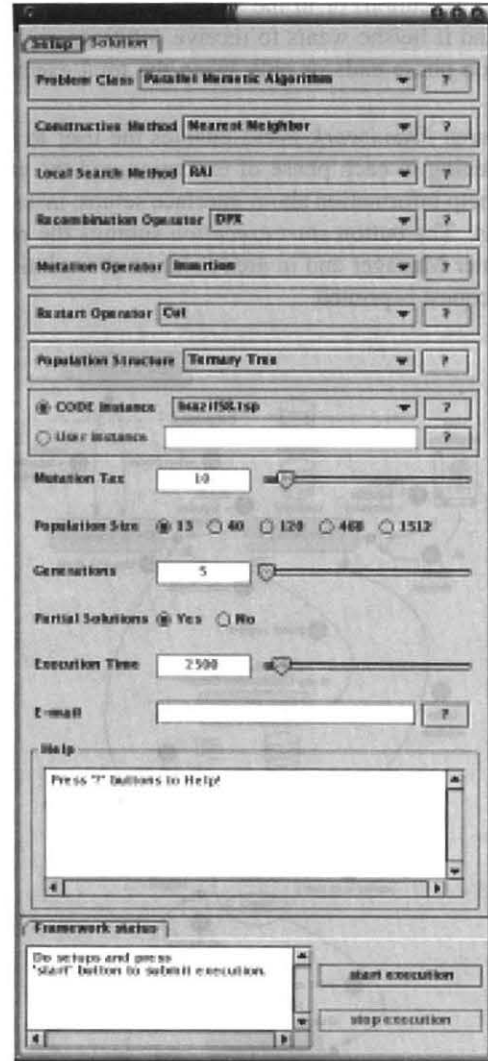 Setup Solution
Problem Class Parallel Memetic Algorithm ?
Constructive Method Nearest Neighbor ?
Local Search Method RAI ?
Recombination Operator DPX ?
Mutation Operator Insertion ?
Restart Operator Cut ?
Population Structure Ternary Tree ?
CODE Instance brazil58.tsp ?
User Instance ?
Mutation Tax 10
Population Size 13 40 120 468 1512
Generations 5
Partial Solutions Yes No
Execution Time 2500
E-mail ?
Help
Press "?" buttons to Help!
Framework status
Do setups and press
"start" button to submit execution.
start execution
stop execution